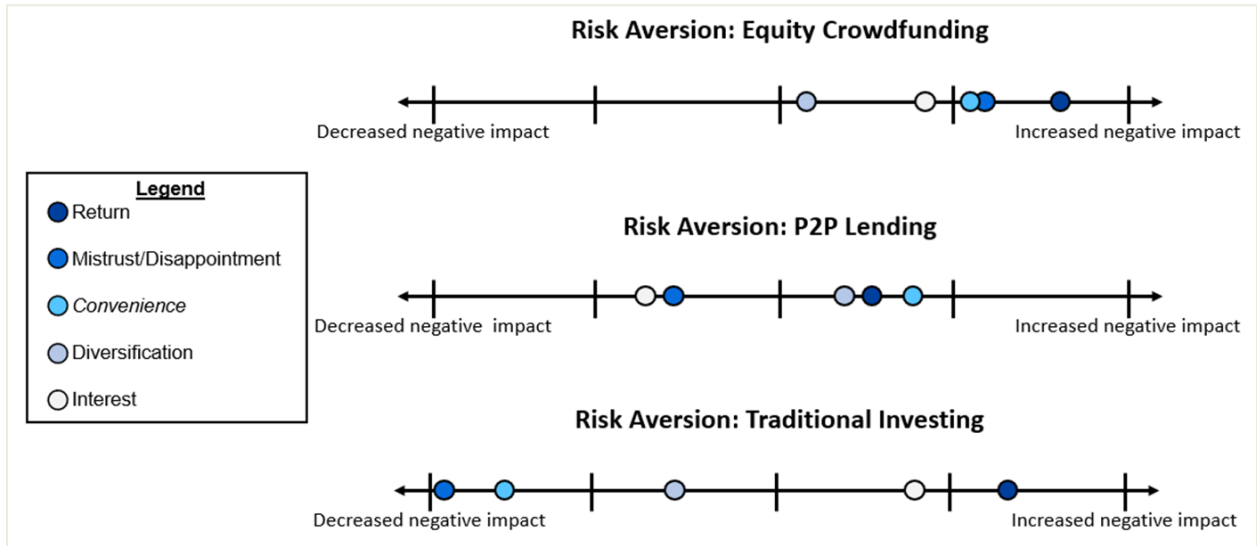 Risk Aversion: Equity Crowdfunding
Decreased negative impact
Increased negative impact
Legend
Return
Mistrust/Disappointment
Convenience
Diversification
Interest
Risk Aversion: P2P Lending
Decreased negative impact
Increased negative impact
Risk Aversion: Traditional Investing
Decreased negative impact
Increased negative impact